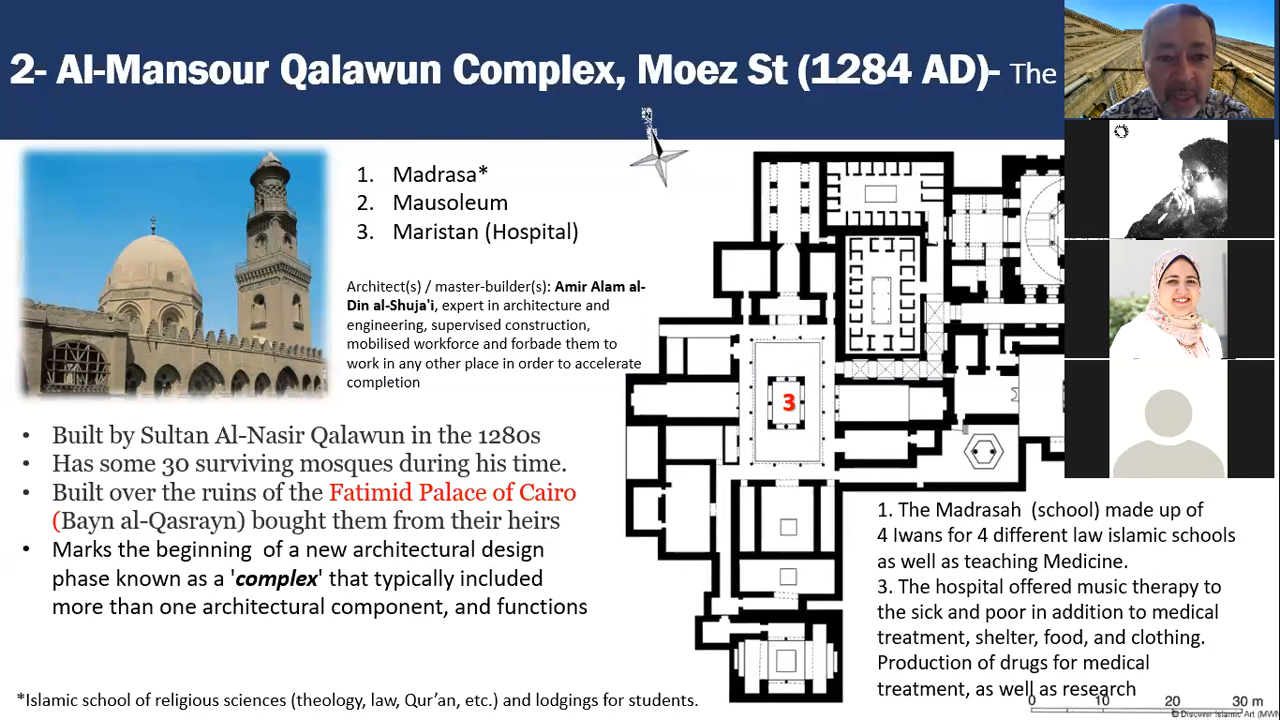 2- Al-Mansour Qalawun Complex, Moez St (1284 AD)- The
1. Madrasa*
2. Mausoleum
3. Maristan (Hospital)
Architect(s) / master-builder(s): Amir Alam al-
Din al-Shuja'i, expert in architecture and
engineering, supervised construction,
mobilised workforce and forbade them to
work in any other place in order to accelerate
completion
3
• Built by Sultan Al-Nasir Qalawun in the 1280s
• Has some 30 surviving mosques during his time.
• Built over the ruins of the Fatimid Palace of Cairo
(Bayn al-Qasrayn) bought them from their heirs
• Marks the beginning of a new architectural design
phase known as a 'complex' that typically included
more than one architectural component, and functions
1. The Madrasah (school) made up of
4 Iwans for 4 different law islamic schools
as well as teaching Medicine.
3. The hospital offered music therapy to
the sick and poor in addition to medical
treatment, shelter, food, and clothing.
Production of drugs for medical
treatment, as well as research
*Islamic school of religious sciences (theology, law, Qur'an, etc.) and lodgings for students.
0 10 20 30 m
© Discover Islamic Art (MWN